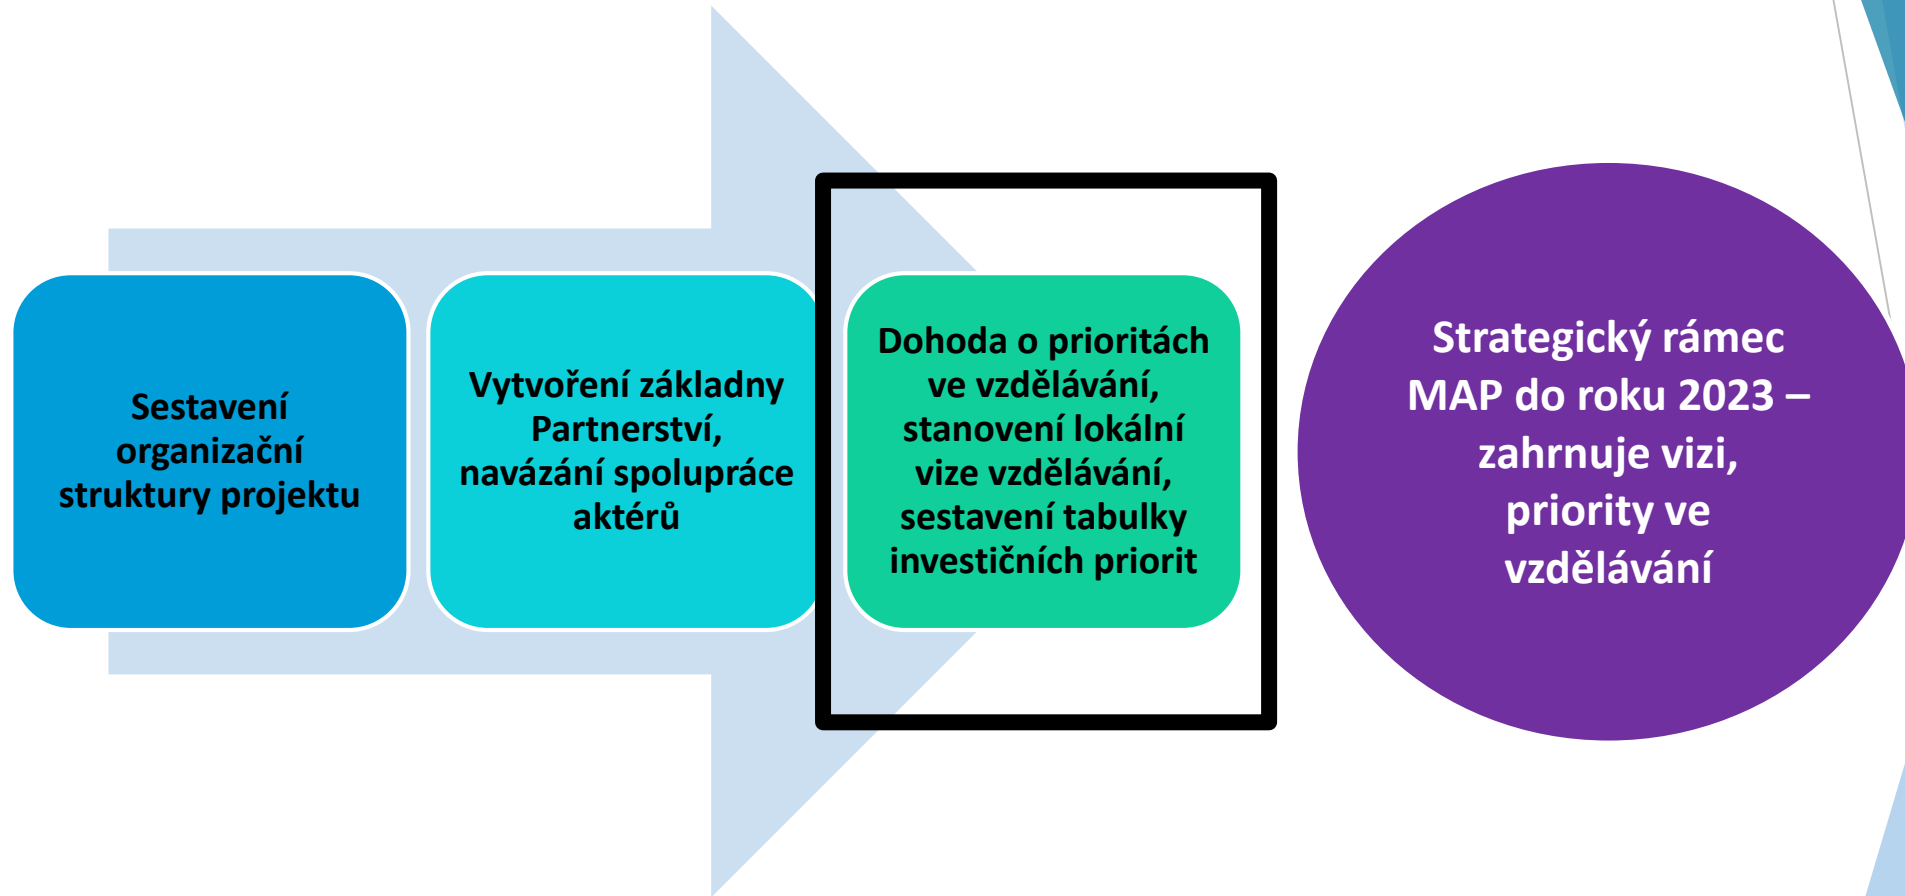 Sestavení
organizační
struktury projektu
Vytvoření základny
Partnerství,
navázání spolupráce
aktérů
Dohoda o prioritách
ve vzdělávání,
stanovení lokální
vize vzdělávání,
sestavení tabulky
investičních priorit
Strategický rámec
MAP do roku 2023 –
zahrnuje vizi,
priority ve
vzdělávání